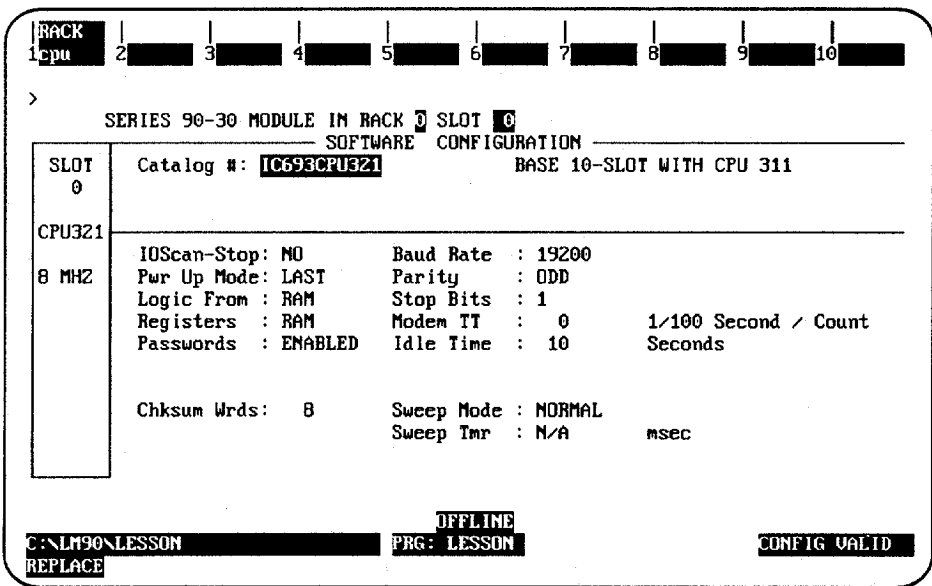 RACK
1cpu 2 3 4 5 6 7 8 9 10
>
SERIES 90-30 MODULE IN RACK 0 SLOT 0
SOFTWARE CONFIGURATION
SLOT Catalog #: IC693CPU321 BASE 10-SLOT WITH CPU 311
0
CPU321
IOScan-Stop: NO Baud Rate : 19200
8 MHZ Pwr Up Mode: LAST Parity : ODD
Logic From : RAM Stop Bits : 1
Registers : RAM Modem TT : 0 1/100 Second / Count
Passwords : ENABLED Idle Time : 10 Seconds
Chksum Wrds: 8 Sweep Mode : NORMAL
Sweep Tmr : N/A msec
OFFLINE
C:\LM90\LESSON PRG: LESSON CONFIG VALID
REPLACE